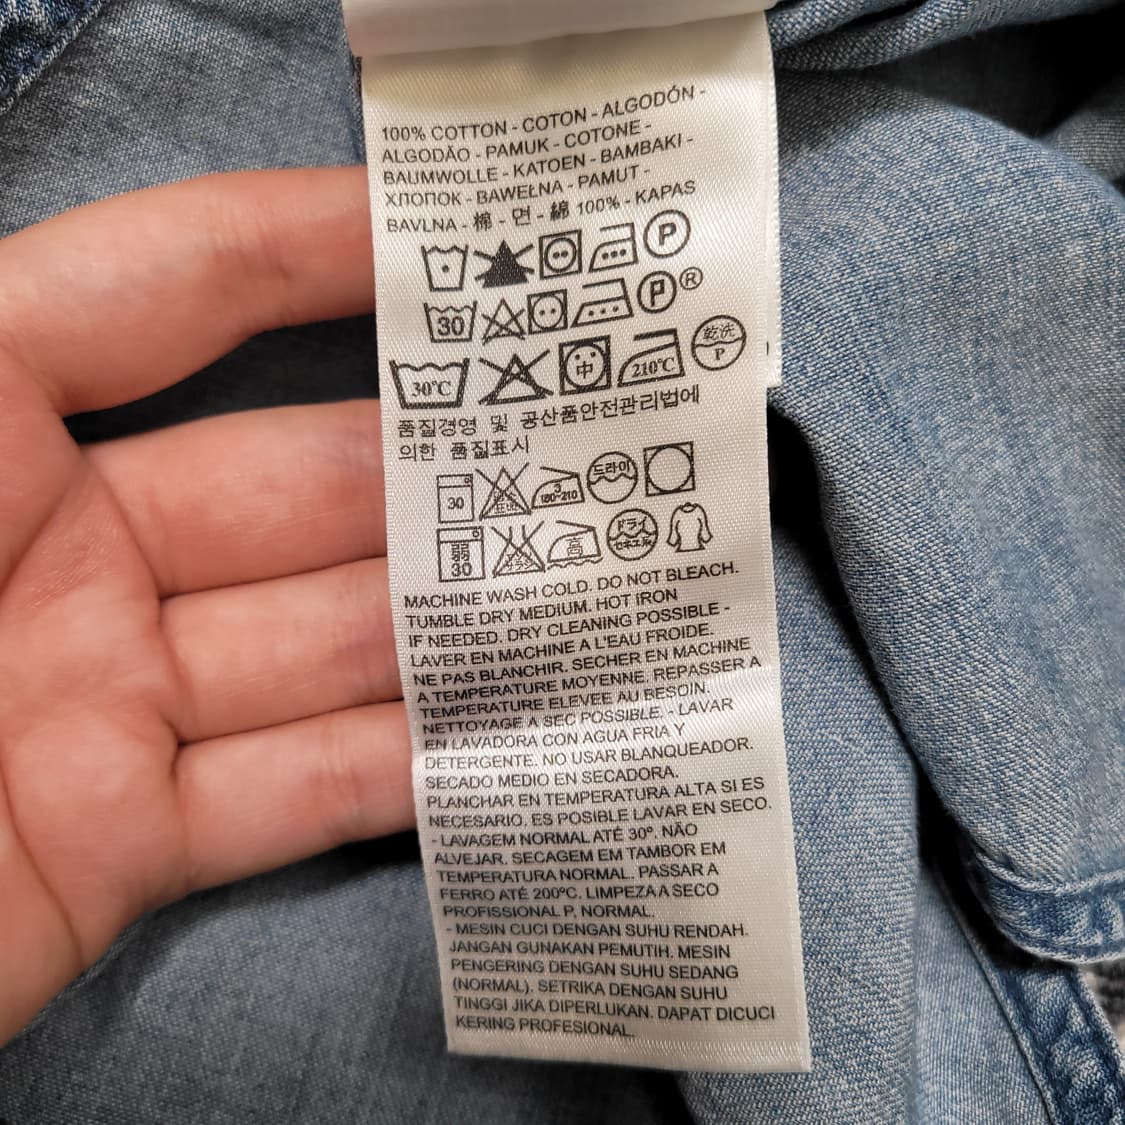 100% COTTON - COTON - ALGODÓN -
ALGODÃO - PAMUK - COTONE -
BAUMWOLLE - KATOEN - BAMBAKI -
ХЛОПОК - BAWEŁNA - PAMUT -
BAVLNA - 棉 - 면 - 綿 100% - KAPAS
P
30 P®
30℃ 中 210℃ 乾洗 P
품질경영 및 공산품안전관리법에
의한 품질표시
30 3 180~210 드라이
弱 30 高 ドライ
MACHINE WASH COLD. DO NOT BLEACH.
TUMBLE DRY MEDIUM. HOT IRON
IF NEEDED. DRY CLEANING POSSIBLE -
LAVER EN MACHINE A L'EAU FROIDE.
NE PAS BLANCHIR. SECHER EN MACHINE
A TEMPERATURE MOYENNE. REPASSER A
TEMPERATURE ELEVEE AU BESOIN.
NETTOYAGE A SEC POSSIBLE. - LAVAR
EN LAVADORA CON AGUA FRIA Y
DETERGENTE. NO USAR BLANQUEADOR.
SECADO MEDIO EN SECADORA.
PLANCHAR EN TEMPERATURA ALTA SI ES
NECESARIO. ES POSIBLE LAVAR EN SECO.
- LAVAGEM NORMAL ATÉ 30º. NÃO
ALVEJAR. SECAGEM EM TAMBOR EM
TEMPERATURA NORMAL. PASSAR A
FERRO ATÉ 200ºC. LIMPEZA A SECO
PROFISSIONAL P, NORMAL.
- MESIN CUCI DENGAN SUHU RENDAH.
JANGAN GUNAKAN PEMUTIH. MESIN
PENGERING DENGAN SUHU SEDANG
(NORMAL). SETRIKA DENGAN SUHU
TINGGI JIKA DIPERLUKAN. DAPAT DICUCI
KERING PROFESIONAL.